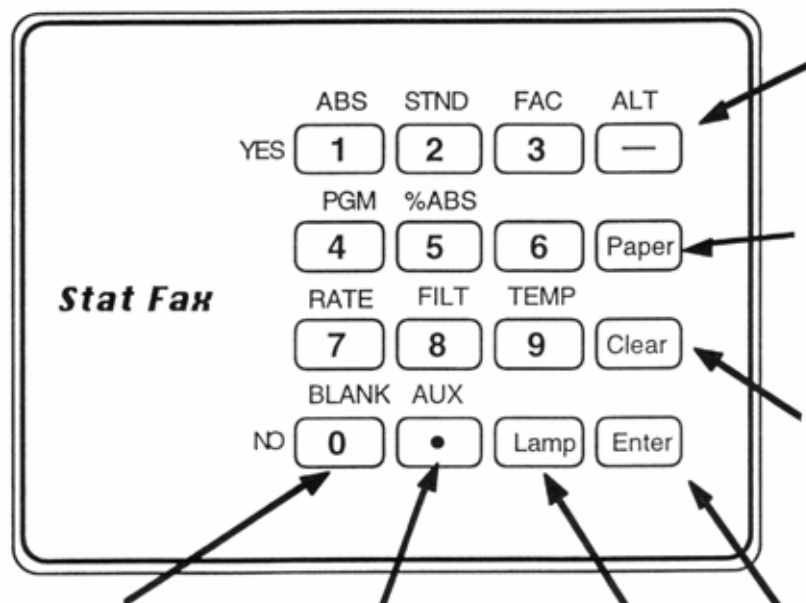 ABS STND FAC ALT
YES 1 2 3 —
PGM %ABS
4 5 6 Paper
Stat Fax
RATE FILT TEMP
7 8 9 Clear
BLANK AUX
NO 0 • Lamp Enter